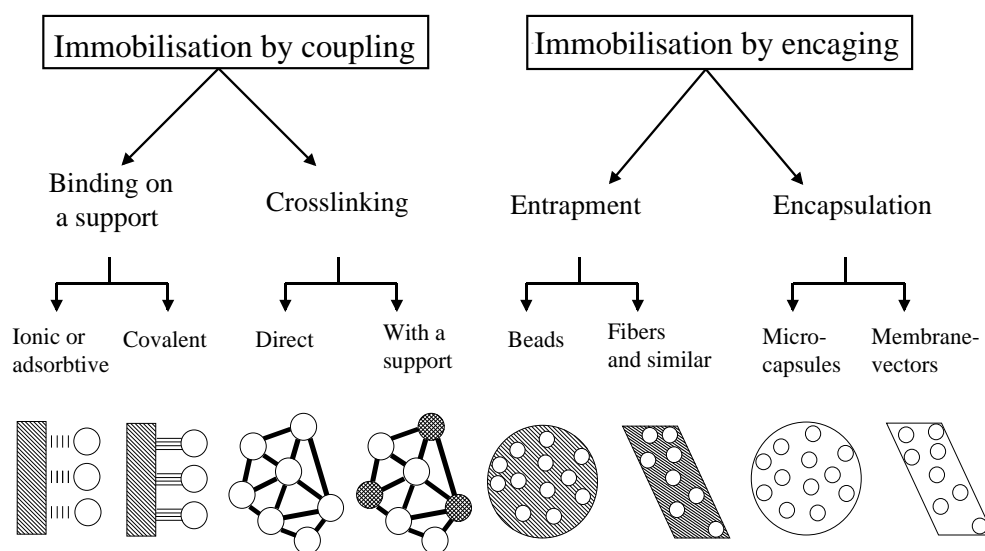 Immobilisation by coupling
Immobilisation by encaging
Binding on
a support
Crosslinking
Entrapment
Encapsulation
Ionic or
adsorbtive
Covalent
Direct
With a
support
Beads
Fibers
and similar
Micro-
capsules
Membrane-
vectors